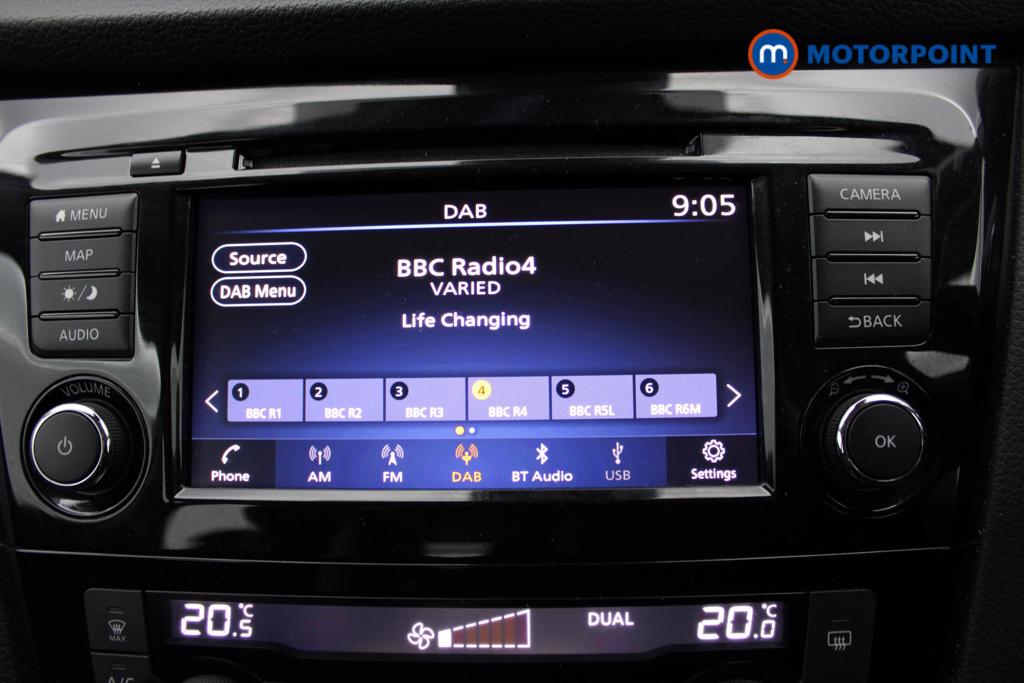 m MOTORPOINT
MENU
MAP
AUDIO
VOLUME
DAB 9:05
Source
DAB Menu
BBC Radio4
VARIED
Life Changing
1 2 3 4 5 6
BBC R1 BBC R2 BBC R3 BBC R4 BBC R5L BBC R6M
Phone AM FM DAB BT Audio USB Settings
CAMERA
BACK
OK
MAX
A/C
20.5°C DUAL 20.0°C